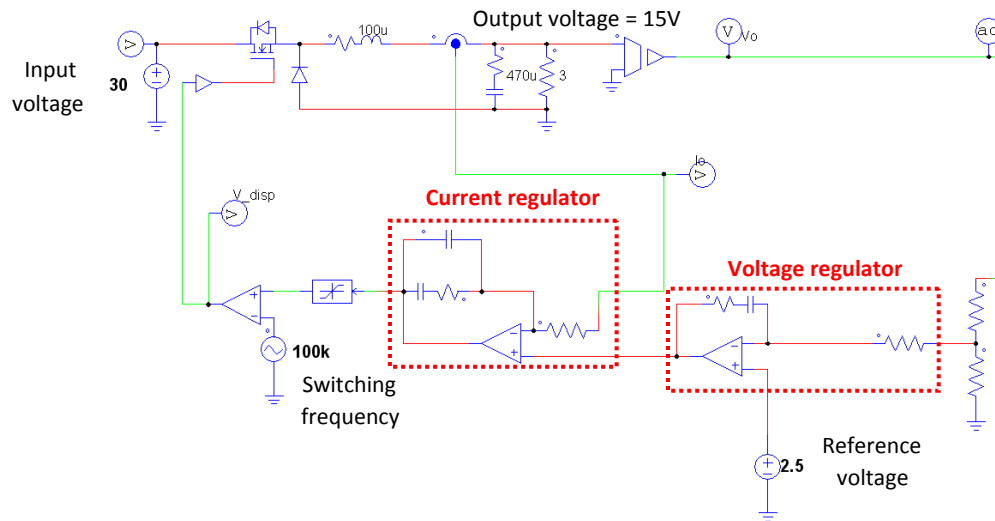 Output voltage = 15V
V
Vo
ac
V
100u
Input
voltage
30
470u
3
Io
V
V_disp
V
Current regulator
Voltage regulator
100k
Switching
frequency
2.5
Reference
voltage